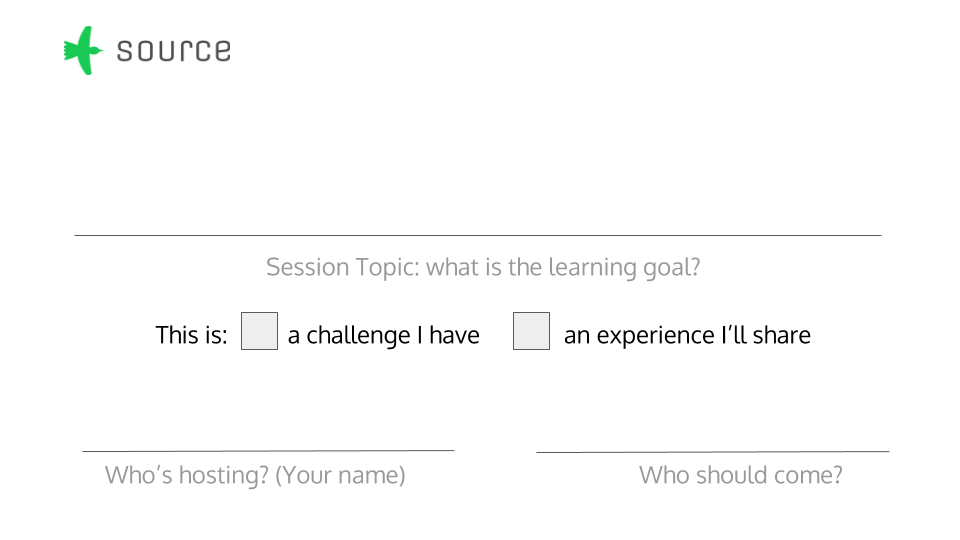 source
Session Topic: what is the learning goal?
This is: a challenge I have an experience I’ll share
Who’s hosting? (Your name) Who should come?